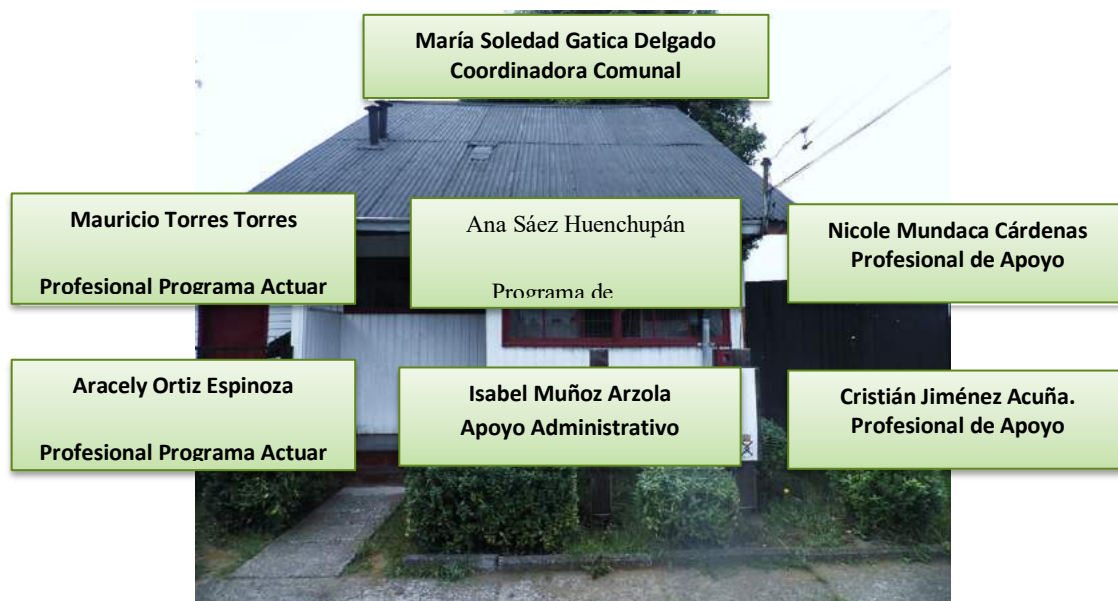 María Soledad Gatica Delgado
Coordinadora Comunal
Mauricio Torres Torres
Profesional Programa Actuar
Ana Sáez Huenchupán
Programa de
Nicole Mundaca Cárdenas
Profesional de Apoyo
Aracely Ortiz Espinoza
Profesional Programa Actuar
Isabel Muñoz Arzola
Apoyo Administrativo
Cristián Jiménez Acuña.
Profesional de Apoyo